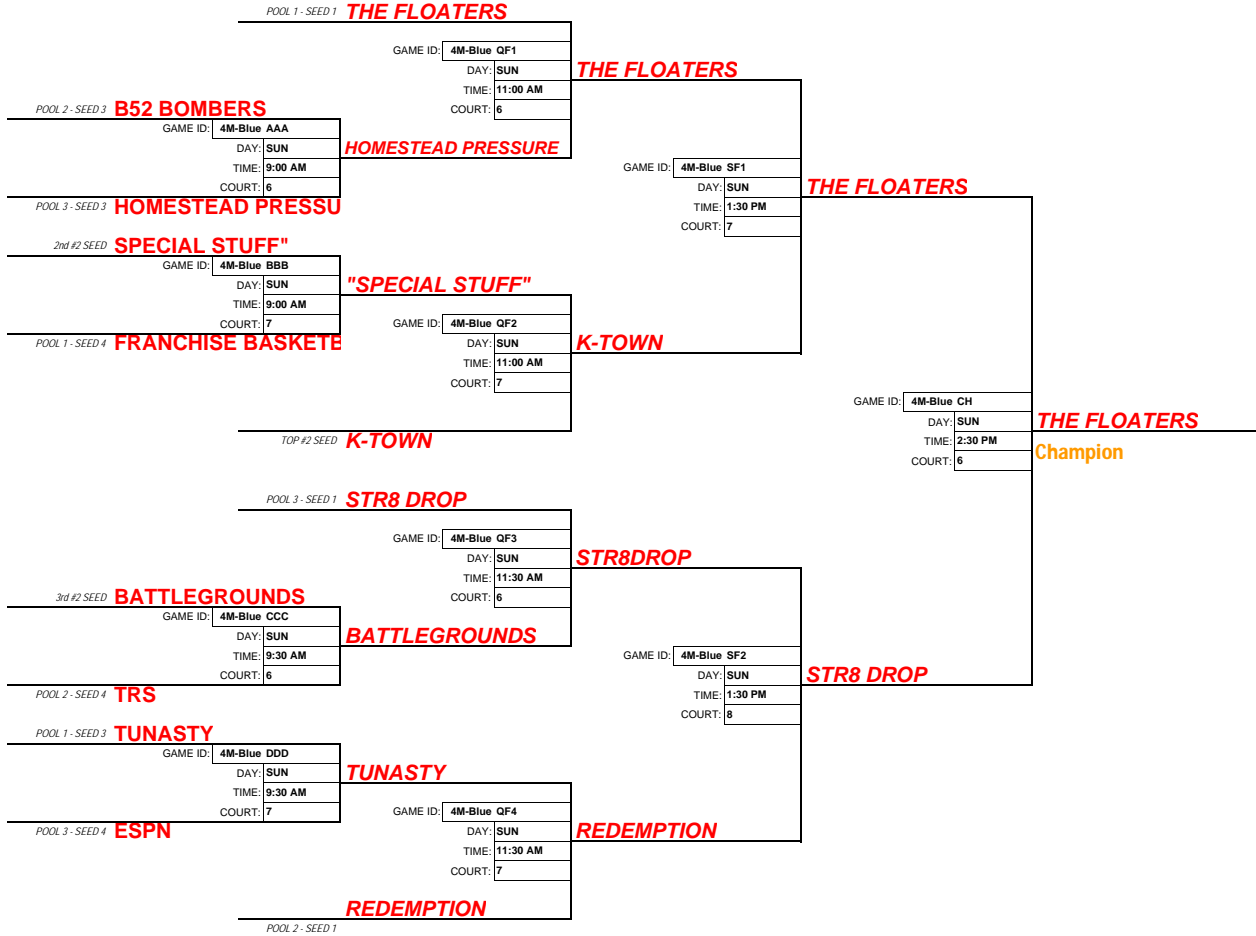 POOL 1 - SEED 1 THE FLOATERS
GAME ID: 4M-Blue QF1
DAY: SUN
TIME: 11:00 AM
COURT: 6
THE FLOATERS
POOL 2 - SEED 3 B52 BOMBERS
GAME ID: 4M-Blue AAA
DAY: SUN
TIME: 9:00 AM
COURT: 6
HOMESTEAD PRESSURE
POOL 3 - SEED 3 HOMESTEAD PRESSU
GAME ID: 4M-Blue SF1
DAY: SUN
TIME: 1:30 PM
COURT: 7
THE FLOATERS
2nd #2 SEED SPECIAL STUFF"
GAME ID: 4M-Blue BBB
DAY: SUN
TIME: 9:00 AM
COURT: 7
"SPECIAL STUFF"
POOL 1 - SEED 4 FRANCHISE BASKETB
GAME ID: 4M-Blue QF2
DAY: SUN
TIME: 11:00 AM
COURT: 7
K-TOWN
TOP #2 SEED K-TOWN
GAME ID: 4M-Blue CH
DAY: SUN
TIME: 2:30 PM
COURT: 6
THE FLOATERS
Champion
POOL 3 - SEED 1 STR8 DROP
GAME ID: 4M-Blue QF3
DAY: SUN
TIME: 11:30 AM
COURT: 6
STR8DROP
3rd #2 SEED BATTLEGROUNDS
GAME ID: 4M-Blue CCC
DAY: SUN
TIME: 9:30 AM
COURT: 6
BATTLEGROUNDS
POOL 2 - SEED 4 TRS
GAME ID: 4M-Blue SF2
DAY: SUN
TIME: 1:30 PM
COURT: 8
STR8 DROP
POOL 1 - SEED 3 TUNASTY
GAME ID: 4M-Blue DDD
DAY: SUN
TIME: 9:30 AM
COURT: 7
TUNASTY
POOL 3 - SEED 4 ESPN
GAME ID: 4M-Blue QF4
DAY: SUN
TIME: 11:30 AM
COURT: 7
REDEMPTION
REDEMPTION
POOL 2 - SEED 1